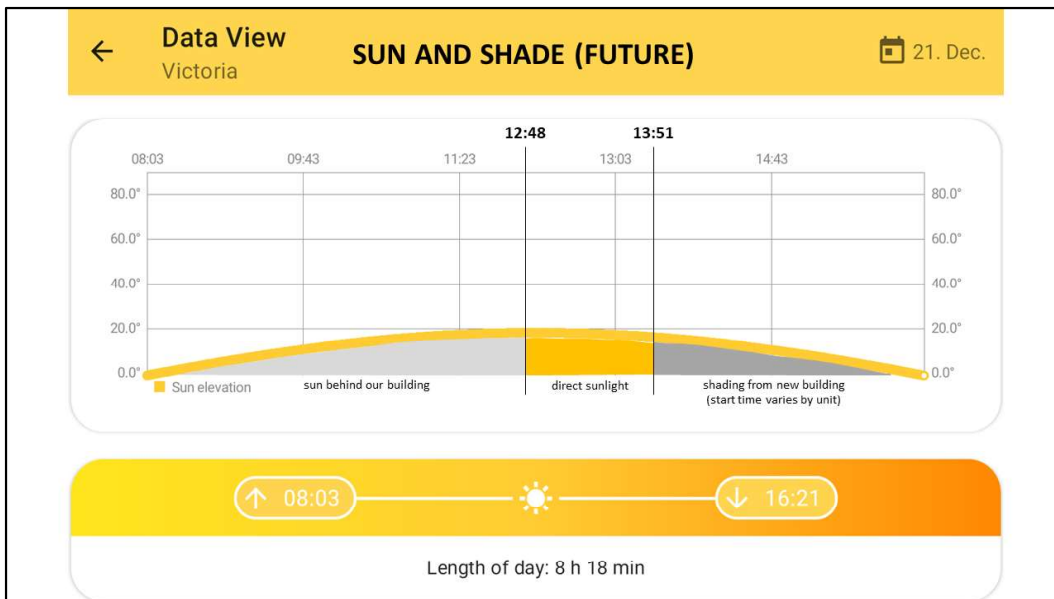 Data View
Victoria
SUN AND SHADE (FUTURE)
21. Dec.
12:48
13:51
08:03
09:43
11:23
13:03
14:43
80.0°
80.0°
60.0°
60.0°
40.0°
40.0°
20.0°
20.0°
0.0°
0.0°
Sun elevation
sun behind our building
direct sunlight
shading from new building
(start time varies by unit)
08:03
16:21
Length of day: 8 h 18 min